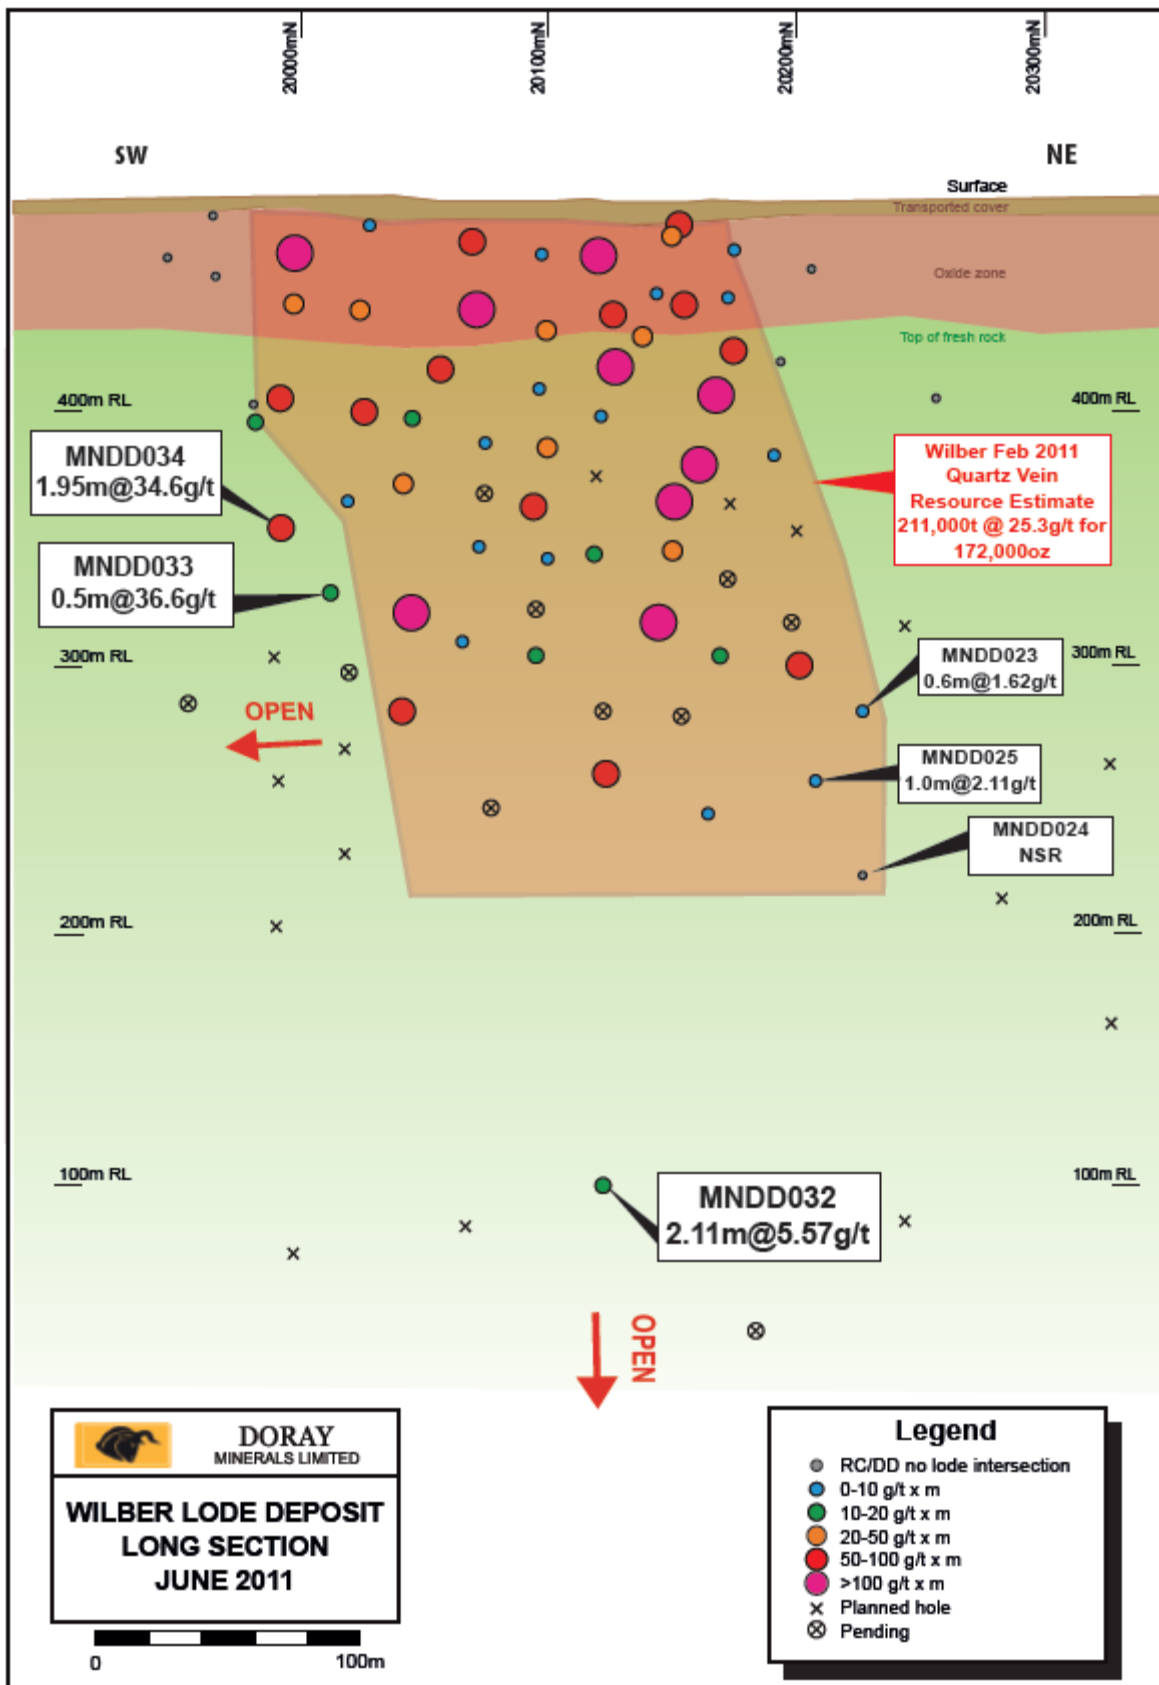 20000mN
20100mN
20200mN
20300mN
SW
NE
Surface
Transported cover
Oxide zone
Top of fresh rock
400m RL
400m RL
MNDD034
1.95m@34.6g/t
Wilber Feb 2011
Quartz Vein
Resource Estimate
211,000t @ 25.3g/t for
172,000oz
MNDD033
0.5m@36.6g/t
300m RL
300m RL
MNDD023
0.6m@1.62g/t
OPEN
MNDD025
1.0m@2.11g/t
MNDD024
NSR
200m RL
200m RL
100m RL
100m RL
MNDD032
2.11m@5.57g/t
OPEN
DORAY
MINERALS LIMITED
WILBER LODE DEPOSIT
LONG SECTION
JUNE 2011
0
100m
Legend
RC/DD no lode intersection
0-10 g/t x m
10-20 g/t x m
20-50 g/t x m
50-100 g/t x m
>100 g/t x m
Planned hole
Pending